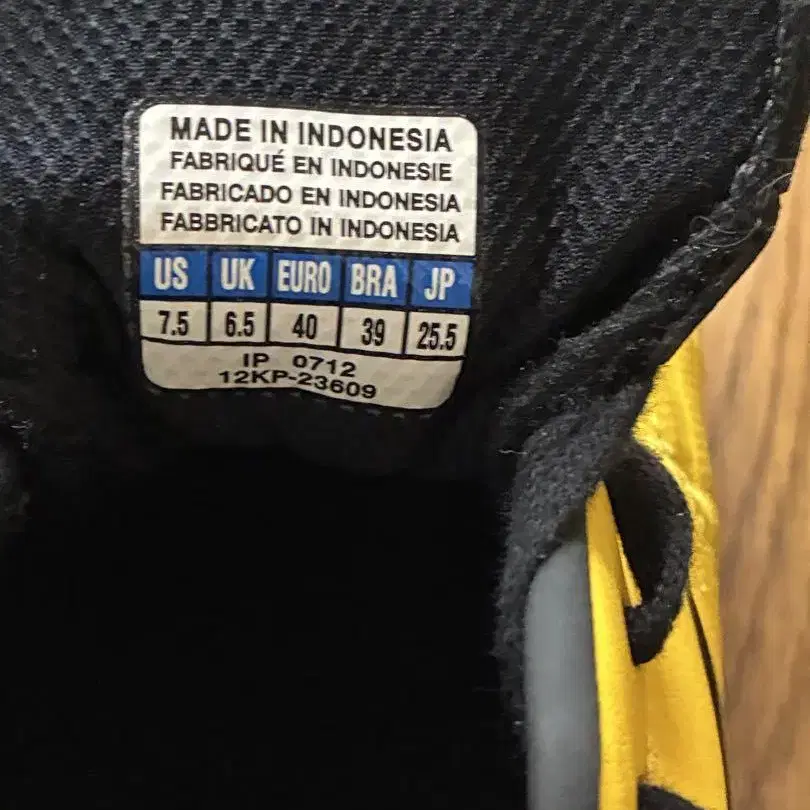 MADE IN INDONESIA
FABRIQUÉ EN INDONESIE
FABRICADO EN INDONESIA
FABBRICATO IN INDONESIA
US UK EURO BRA JP
7.5 6.5 40 39 25.5
IP 0712
12KP-23609